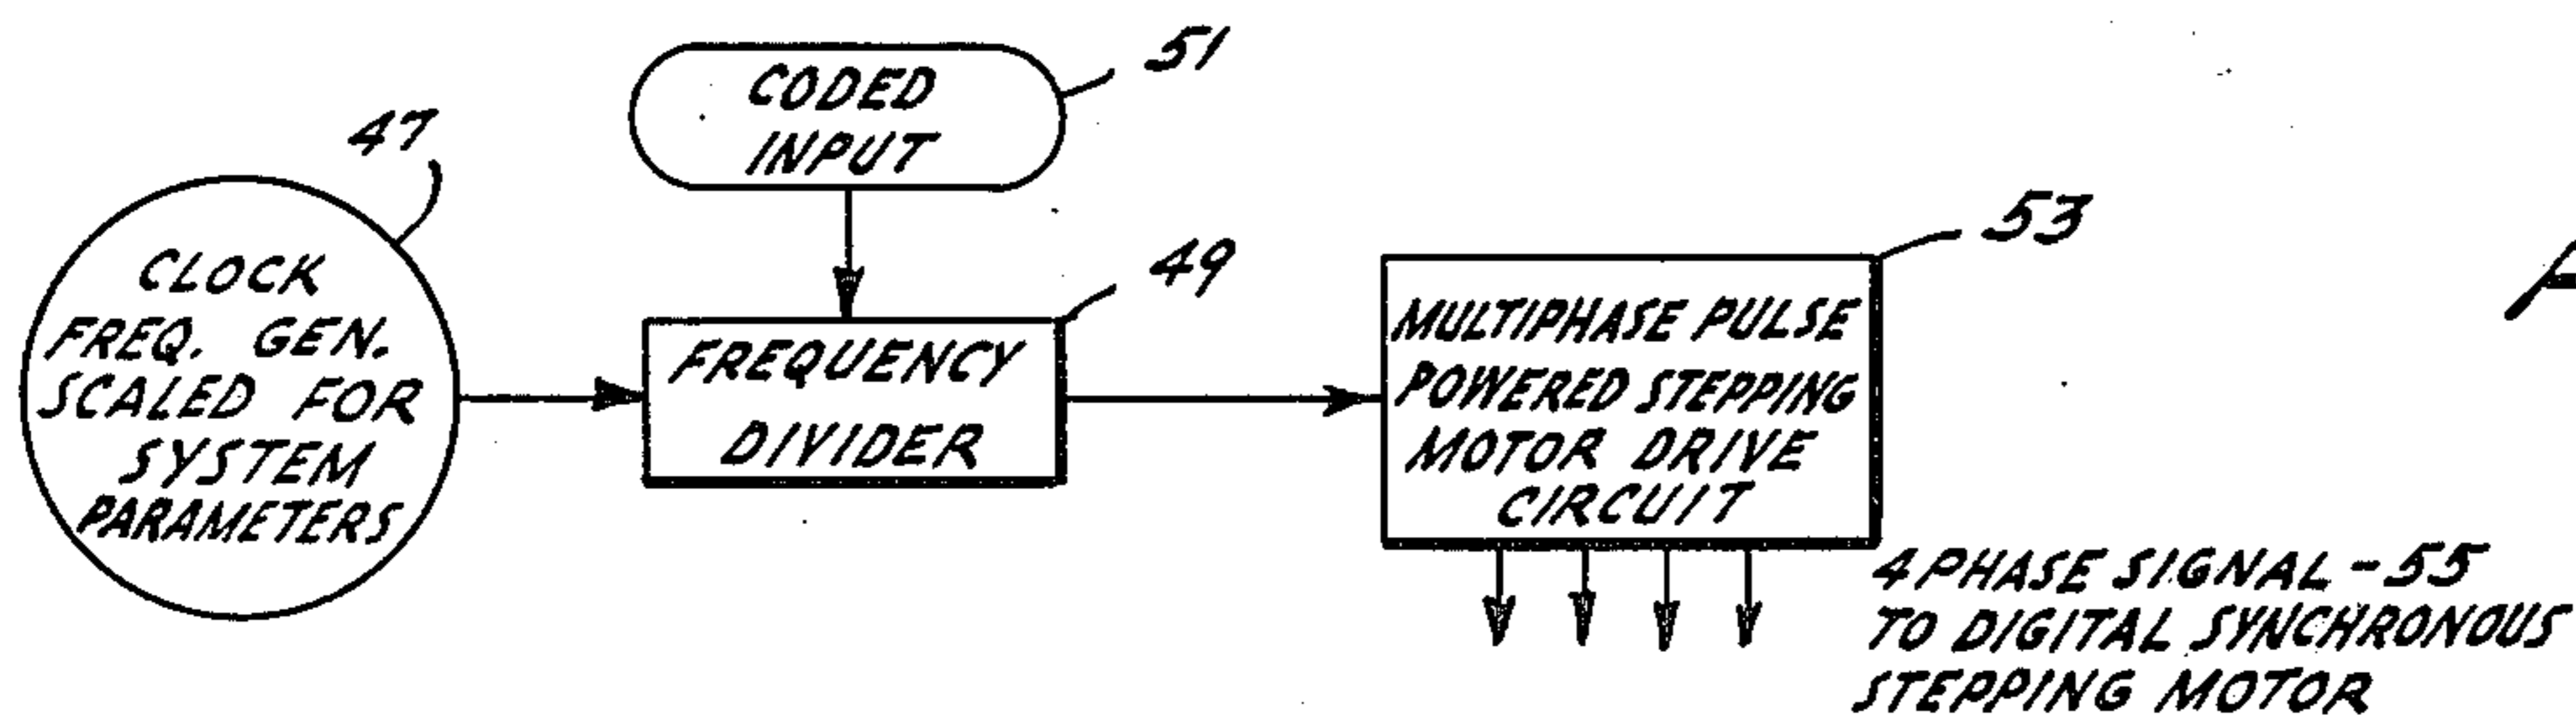 51
CODED
INPUT
47
CLOCK
FREQ. GEN.
SCALED FOR
SYSTEM
PARAMETERS
49
FREQUENCY
DIVIDER
53
MULTIPHASE PULSE
POWERED STEPPING
MOTOR DRIVE
CIRCUIT
4 PHASE SIGNAL - 55
TO DIGITAL SYNCHRONOUS
STEPPING MOTOR